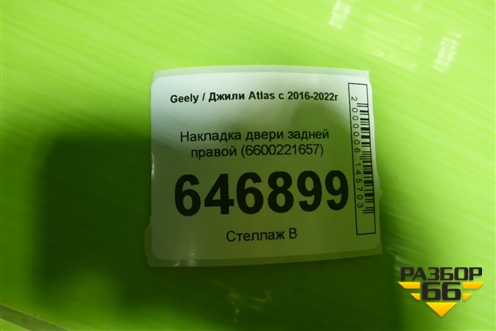 Geely / Джили Atlas с 2016-2022г
Накладка двери задней
правой (6600221657)
646899
Стеллаж В
2000006145703
РАЗБОР
66